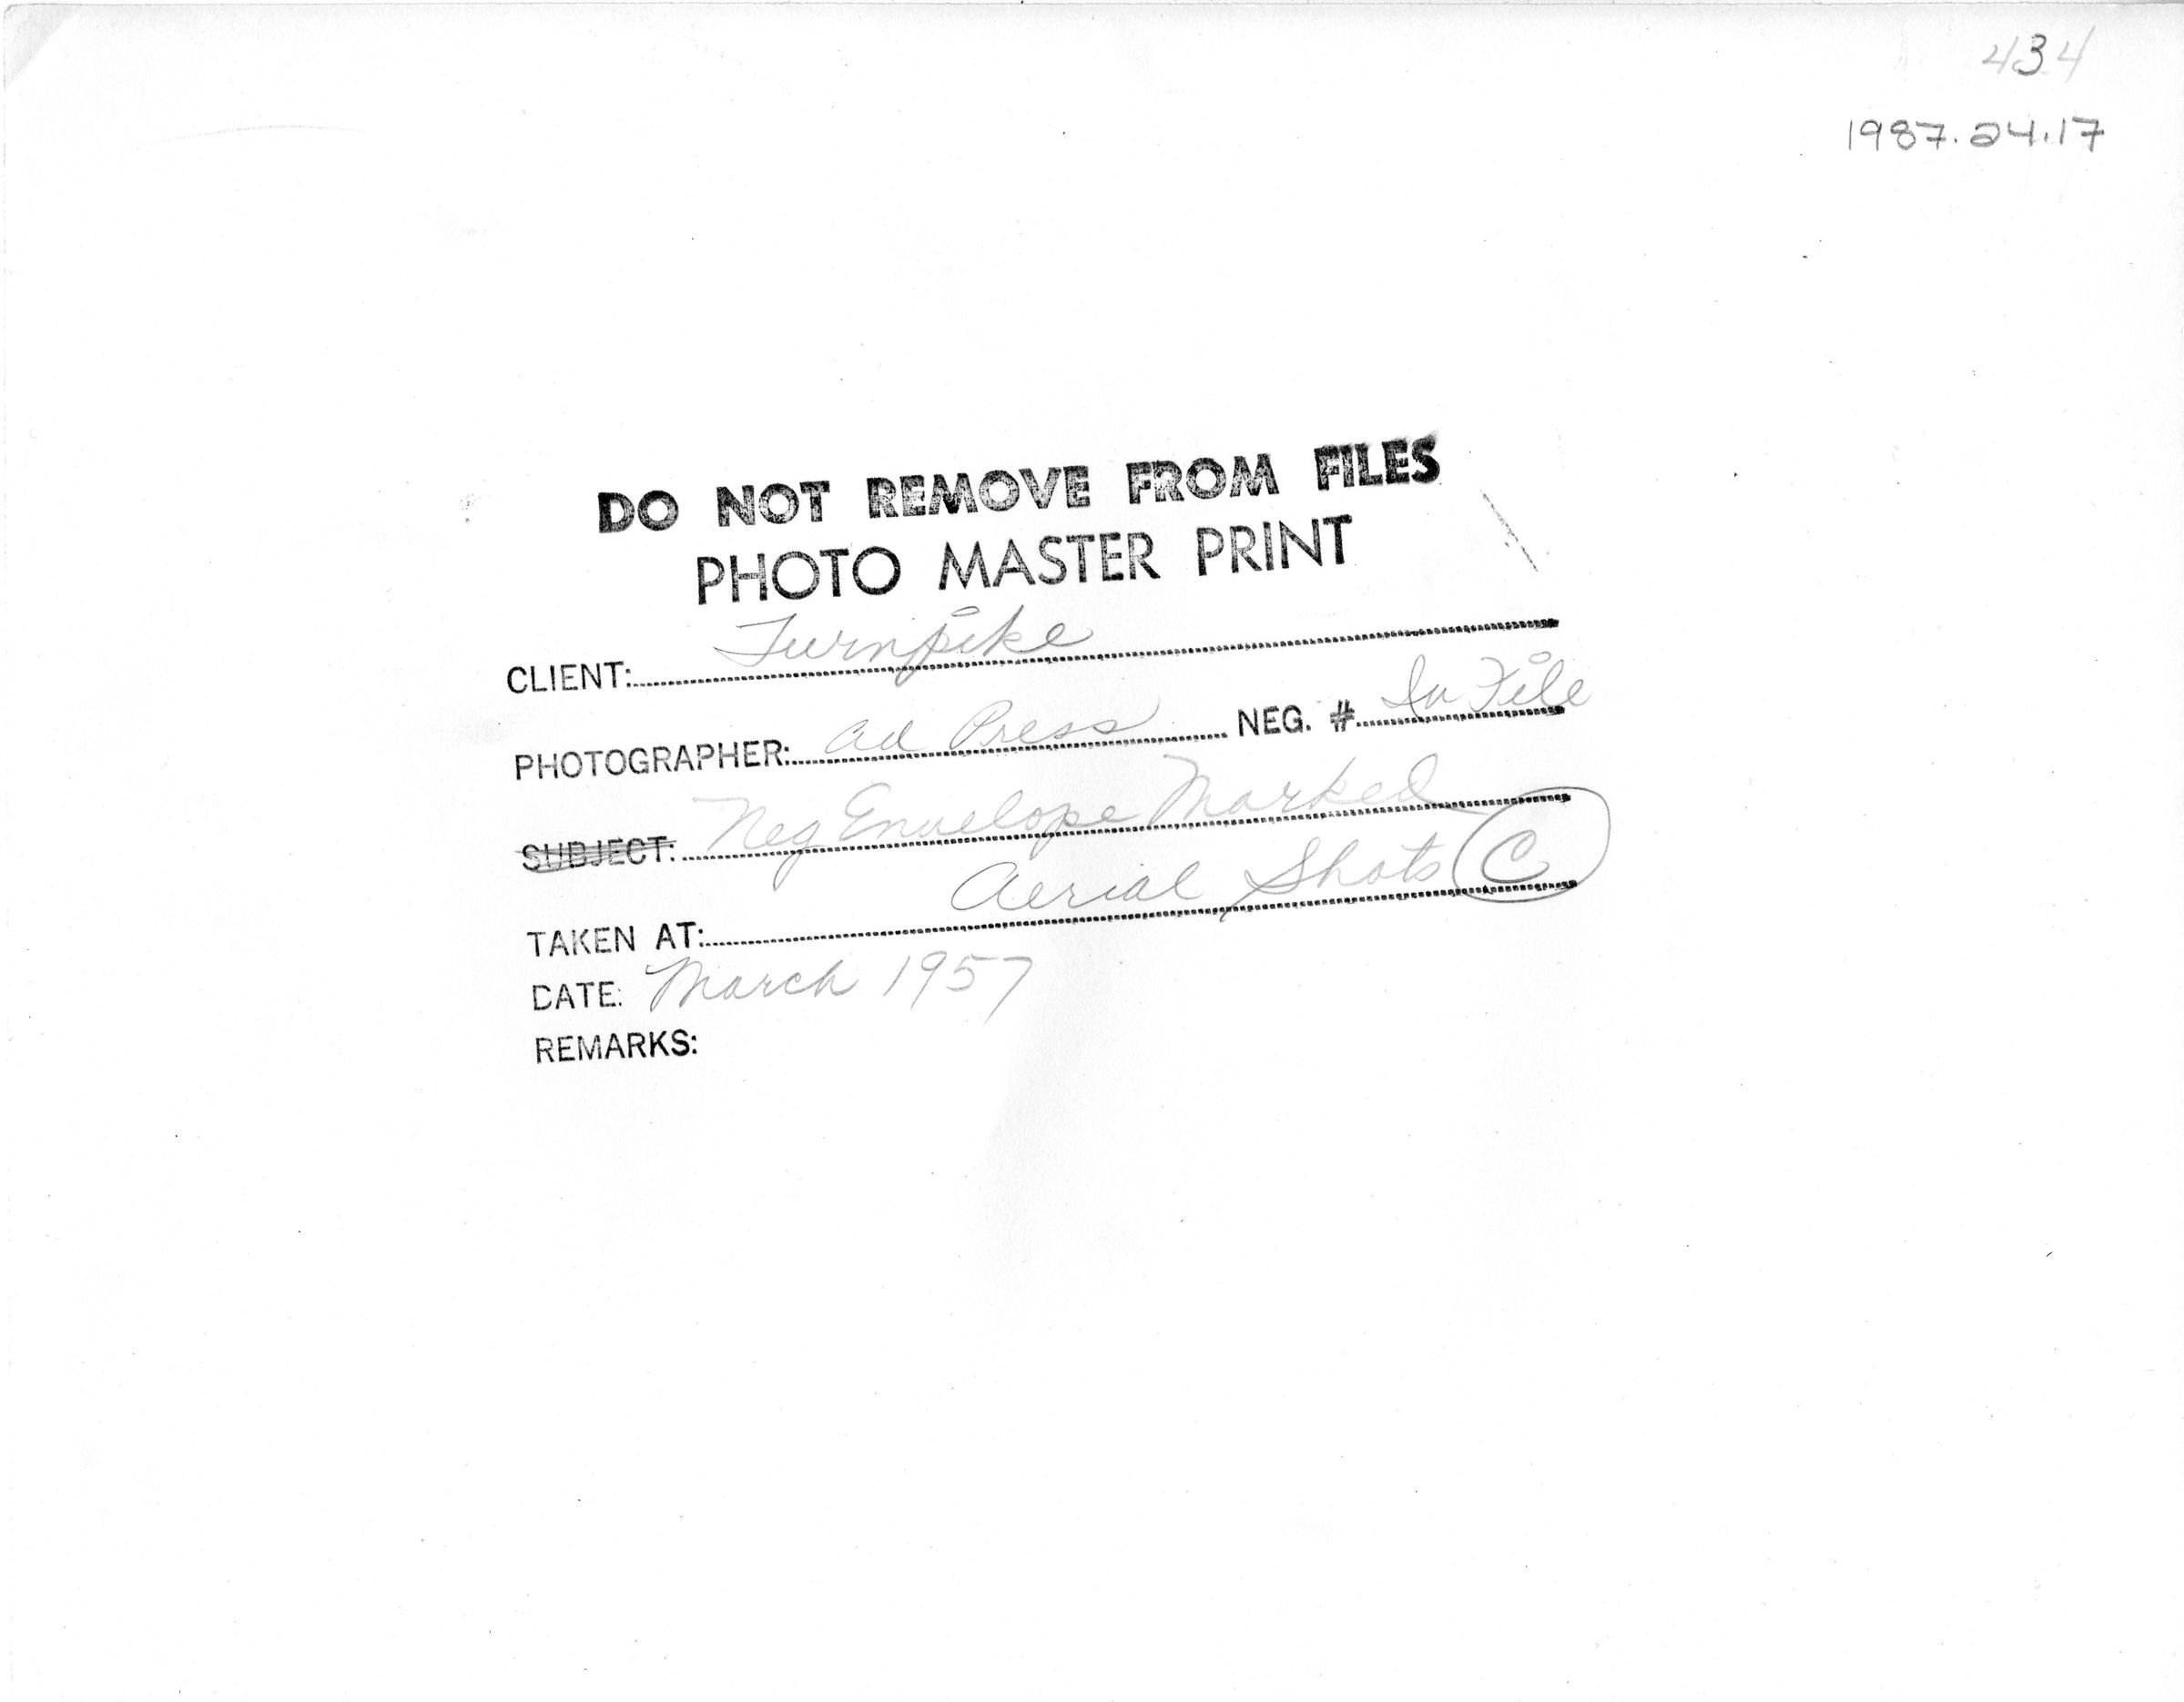 434
1987.24.17
DO NOT REMOVE FROM FILES
PHOTO MASTER PRINT
CLIENT: Turnpike
PHOTOGRAPHER: Ad Press NEG. # In File
SUBJECT: Neg Envelope Marked
Aerial Shots C
TAKEN AT:
DATE: March 1957
REMARKS: